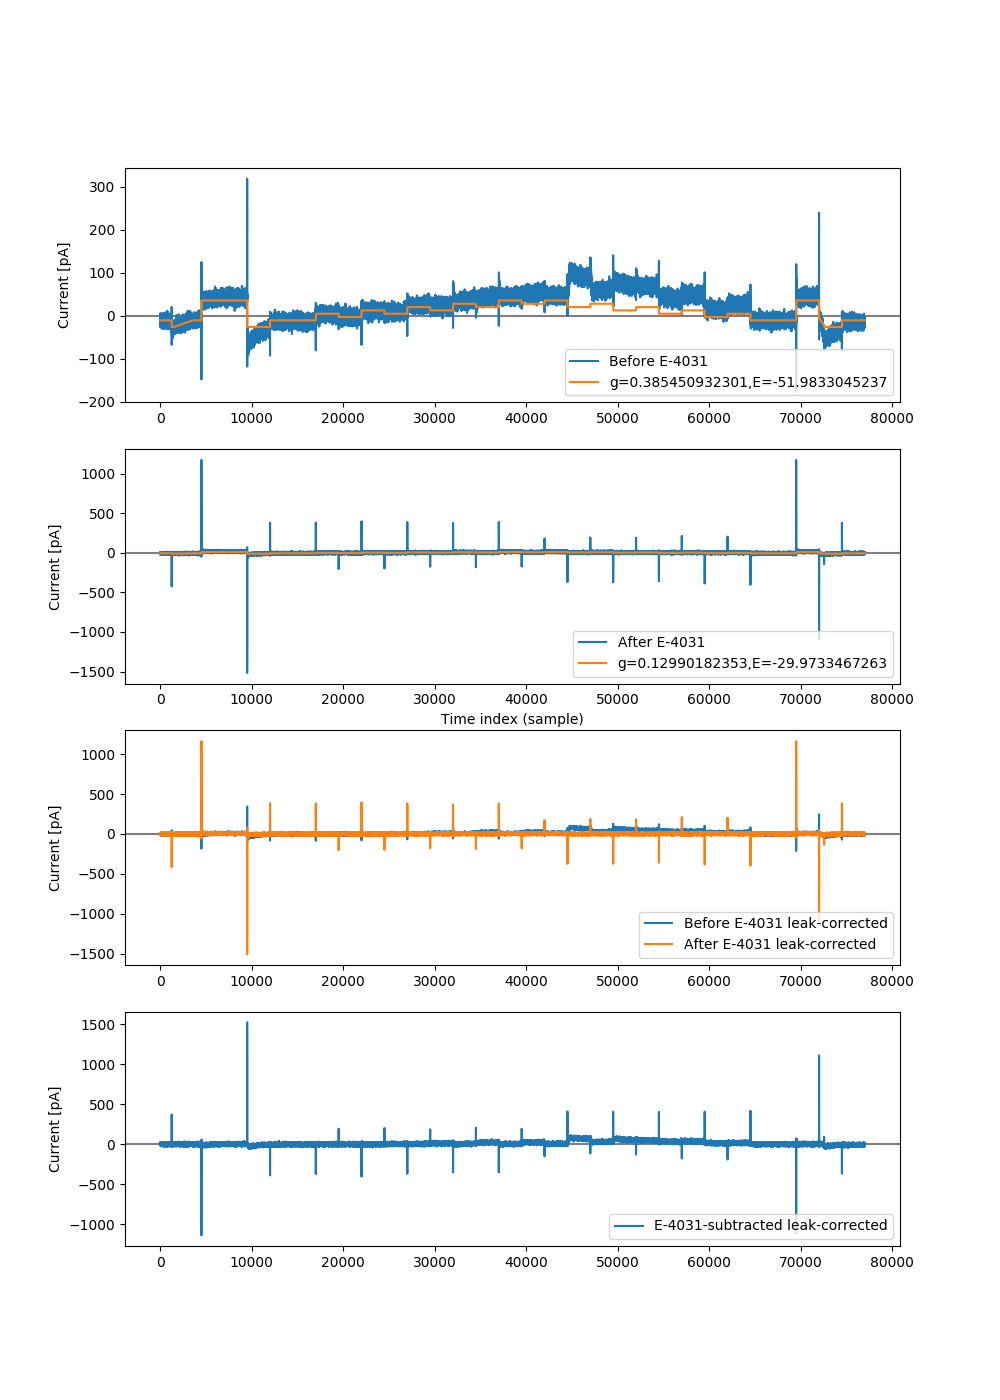 300
200
100
0
−100
−200
Current [pA]
Before E-4031
g=0.385450932301,E=-51.9833045237
0 10000 20000 30000 40000 50000 60000 70000 80000
1000
500
0
−500
−1000
−1500
Current [pA]
After E-4031
g=0.12990182353,E=-29.9733467263
0 10000 20000 30000 40000 50000 60000 70000 80000
Time index (sample)
1000
500
0
−500
−1000
−1500
Current [pA]
Before E-4031 leak-corrected
After E-4031 leak-corrected
0 10000 20000 30000 40000 50000 60000 70000 80000
1500
1000
500
0
−500
−1000
Current [pA]
E-4031-subtracted leak-corrected
0 10000 20000 30000 40000 50000 60000 70000 80000